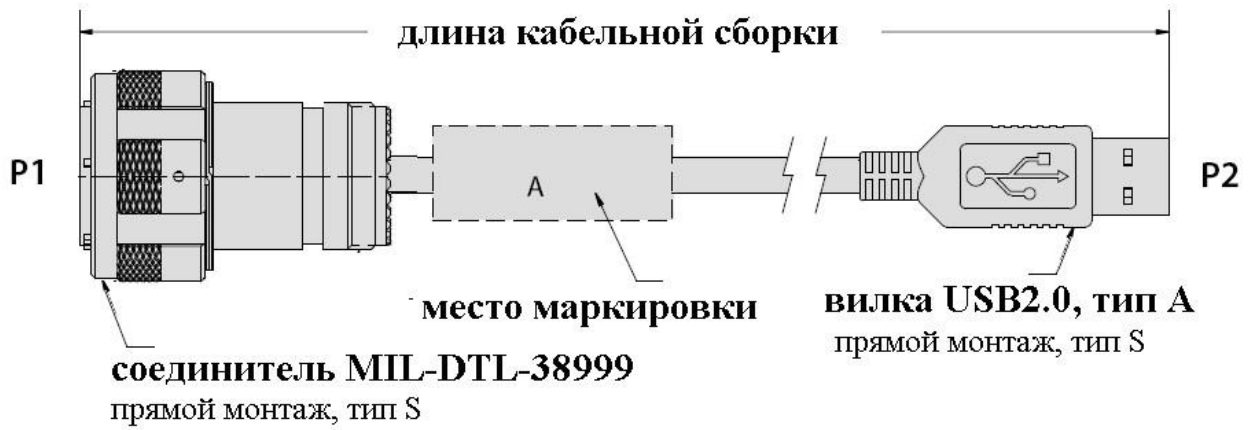 длина кабельной сборки
P1
A
P2
место маркировки
вилка USB2.0, тип А
прямой монтаж, тип S
соединитель MIL-DTL-38999
прямой монтаж, тип S